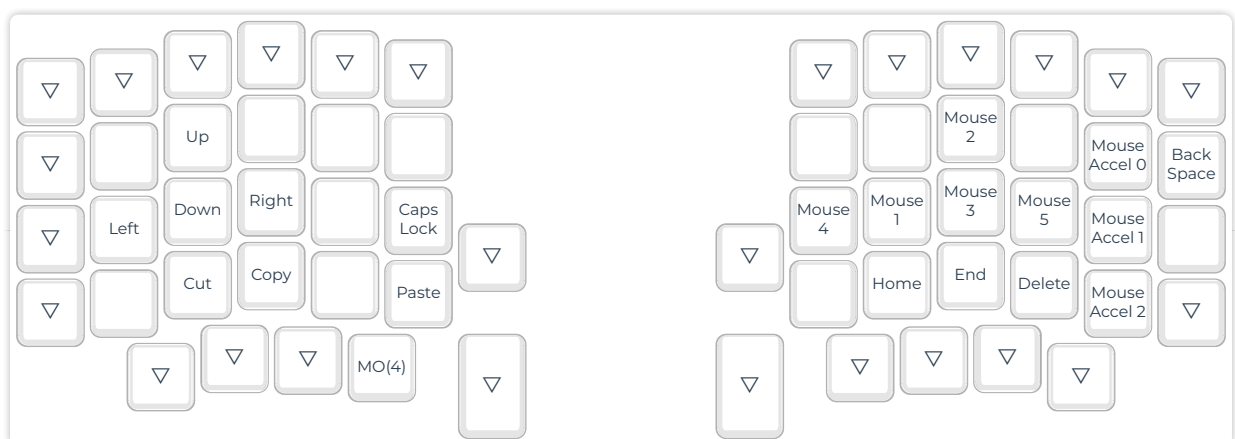 Up
Mouse
2
Mouse
Accel 0
Back
Space
Left
Down
Right
Caps
Lock
Mouse
4
Mouse
1
Mouse
3
Mouse
5
Mouse
Accel 1
Cut
Copy
Paste
Home
End
Delete
Mouse
Accel 2
MO(4)